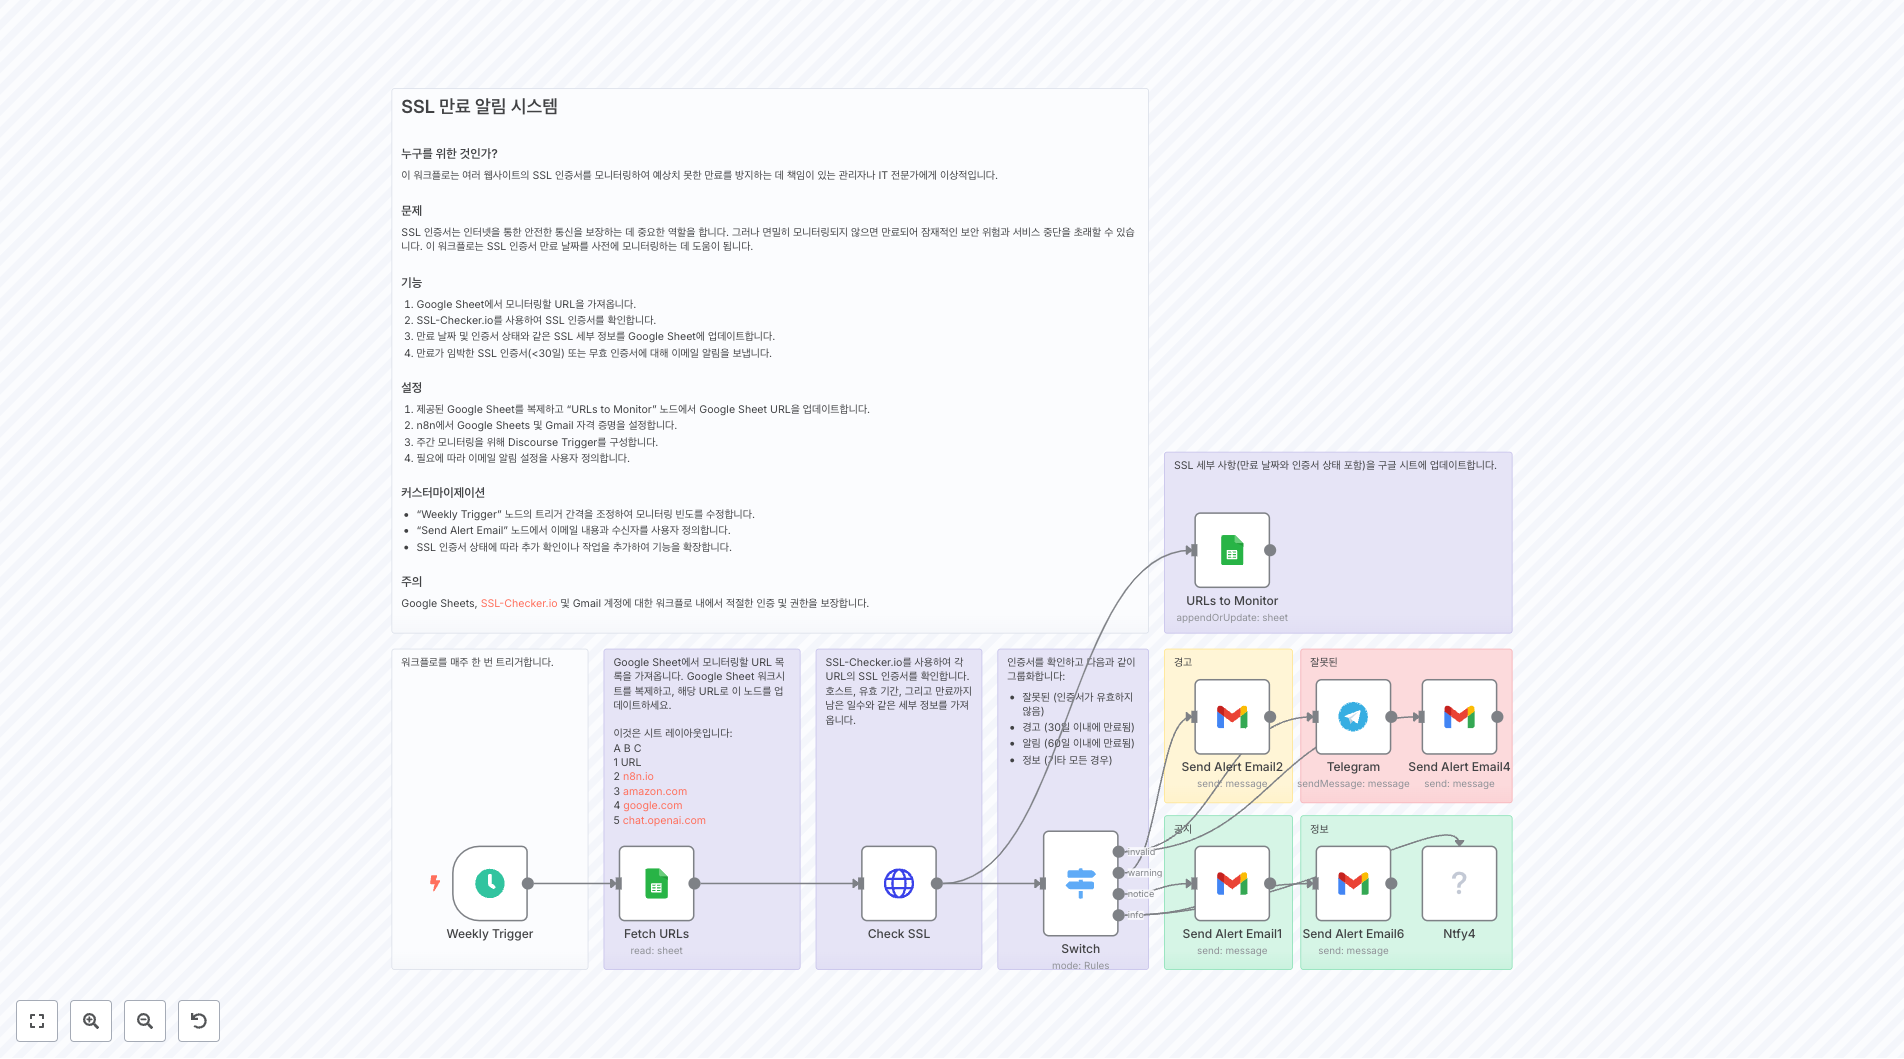 SSL 만료 알림 시스템
누구를 위한 것인가?
이 워크플로는 여러 웹사이트의 SSL 인증서를 모니터링하여 예상치 못한 만료를 방지하는 데 책임이 있는 관리자나 IT 전문가에게 이상적입니다.
문제
SSL 인증서는 인터넷을 통한 안전한 통신을 보장하는 데 중요한 역할을 합니다. 그러나 면밀히 모니터링되지 않으면 만료되어 잠재적인 보안 위험과 서비스 중단을 초래할 수 있습
니다. 이 워크플로는 SSL 인증서 만료 날짜를 사전에 모니터링하는 데 도움이 됩니다.
기능
1. Google Sheet에서 모니터링할 URL을 가져옵니다.
2. SSL-Checker.io를 사용하여 SSL 인증서를 확인합니다.
3. 만료 날짜 및 인증서 상태와 같은 SSL 세부 정보를 Google Sheet에 업데이트합니다.
4. 만료가 임박한 SSL 인증서(<30일) 또는 무효 인증서에 대해 이메일 알림을 보냅니다.
설정
1. 제공된 Google Sheet를 복제하고 “URLs to Monitor” 노드에서 Google Sheet URL을 업데이트합니다.
2. n8n에서 Google Sheets 및 Gmail 자격 증명을 설정합니다.
3. 주간 모니터링을 위해 Discourse Trigger를 구성합니다.
4. 필요에 따라 이메일 알림 설정을 사용자 정의합니다.
커스터마이제이션
• “Weekly Trigger” 노드의 트리거 간격을 조정하여 모니터링 빈도를 수정합니다.
• “Send Alert Email” 노드에서 이메일 내용과 수신자를 사용자 정의합니다.
• SSL 인증서 상태에 따라 추가 확인이나 작업을 추가하여 기능을 확장합니다.
주의
Google Sheets, SSL-Checker.io 및 Gmail 계정에 대한 워크플로 내에서 적절한 인증 및 권한을 보장합니다.
SSL 세부 사항(만료 날짜와 인증서 상태 포함)을 구글 시트에 업데이트합니다.
URLs to Monitor
appendOrUpdate: sheet
워크플로를 매주 한 번 트리거합니다.
Weekly Trigger
Google Sheet에서 모니터링할 URL 목
록을 가져옵니다. Google Sheet 워크시
트를 복제하고, 해당 URL로 이 노드를 업
데이트하세요.
이것은 시트 레이아웃입니다:
A B C
1 URL
2 n8n.io
3 amazon.com
4 google.com
5 chat.openai.com
Fetch URLs
read: sheet
SSL-Checker.io를 사용하여 각
URL의 SSL 인증서를 확인합니다.
호스트, 유효 기간, 그리고 만료까지
남은 일수와 같은 세부 정보를 가져
옵니다.
Check SSL
인증서를 확인하고 다음과 같이
그룹화합니다:
• 잘못된 (인증서가 유효하지
않음)
• 경고 (30일 이내에 만료됨)
• 알림 (60일 이내에 만료됨)
• 정보 (기타 모든 경우)
invalid
warning
notice
info
Switch
mode: Rules
경고
Send Alert Email2
send: message
잘못된
Telegram
sendMessage: message
Send Alert Email4
send: message
공지
Send Alert Email1
send: message
정보
Send Alert Email6
send: message
?
Ntfy4